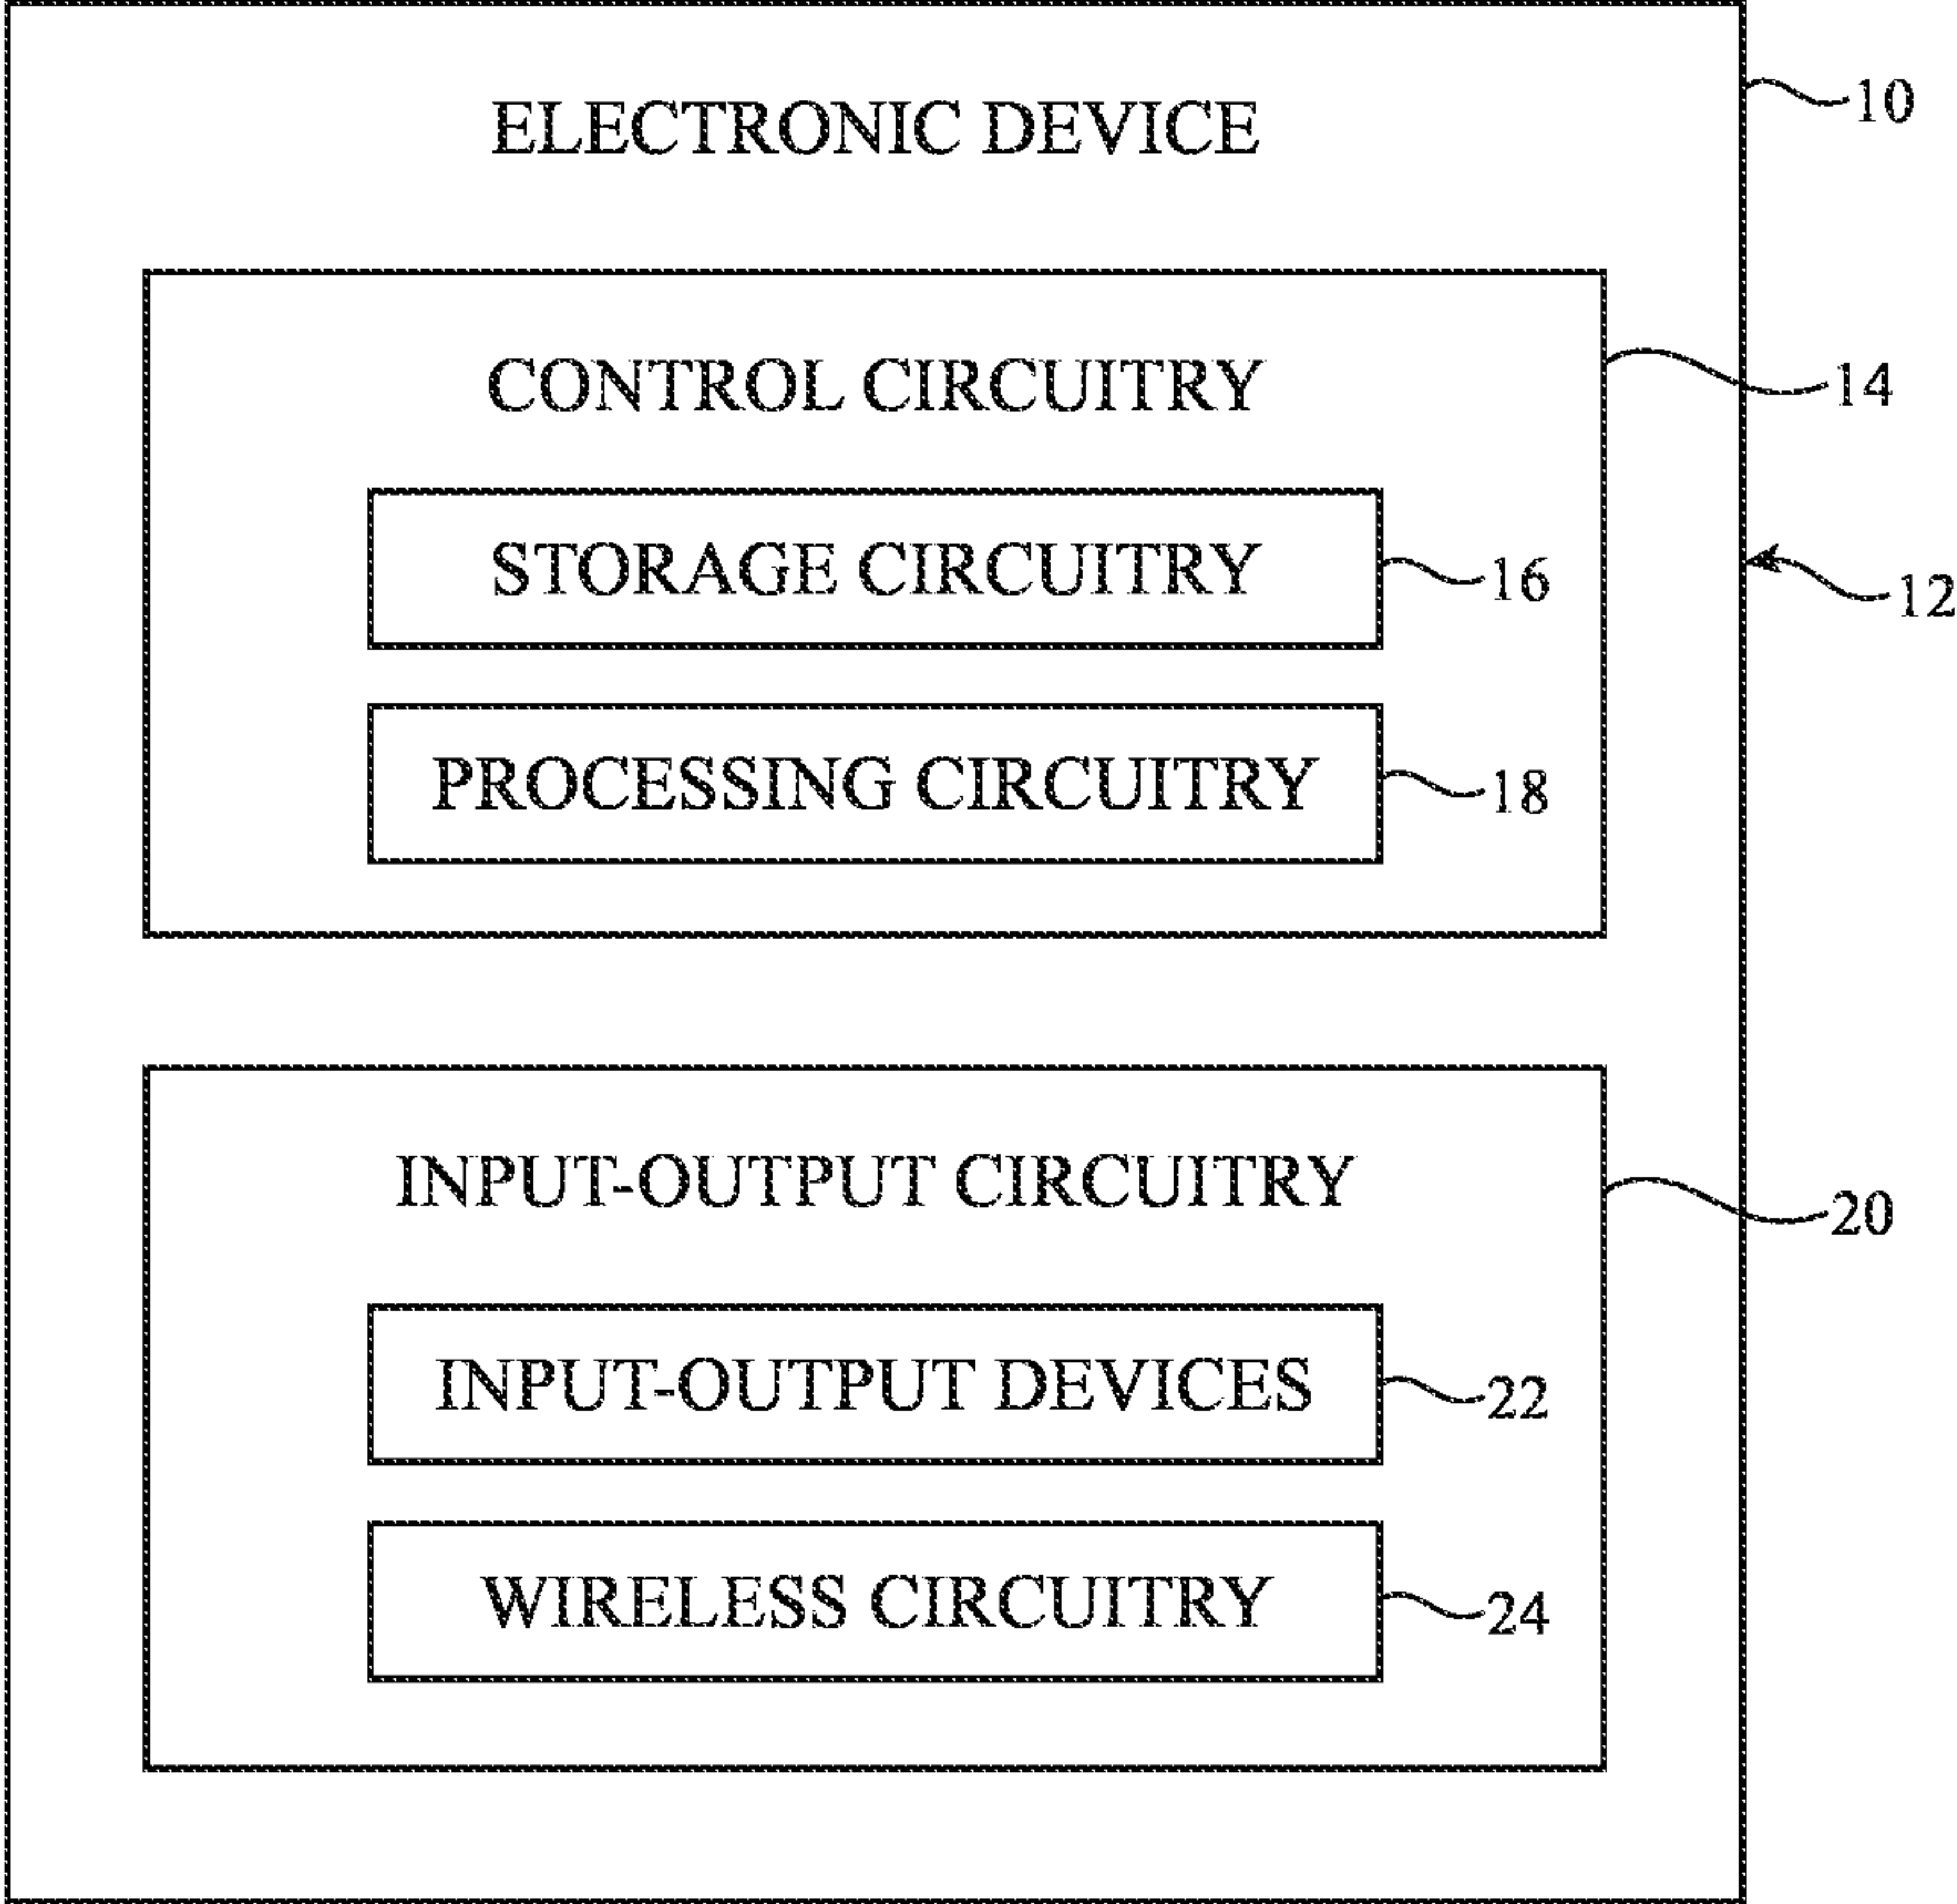 ELECTRONIC DEVICE
10
CONTROL CIRCUITRY
14
STORAGE CIRCUITRY
16
12
PROCESSING CIRCUITRY
18
INPUT-OUTPUT CIRCUITRY
20
INPUT-OUTPUT DEVICES
22
WIRELESS CIRCUITRY
24